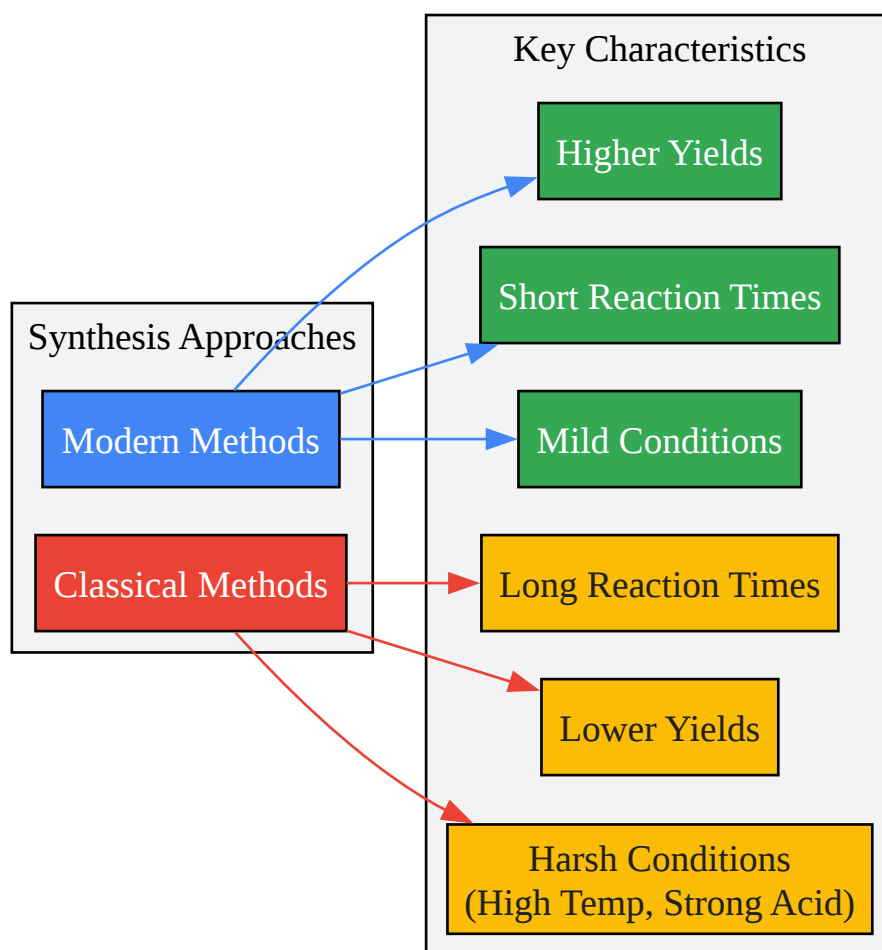 Key Characteristics
Higher Yields
Short Reaction Times
Synthesis Approaches
Modern Methods
Mild Conditions
Classical Methods
Long Reaction Times
Lower Yields
Harsh Conditions
(High Temp, Strong Acid)